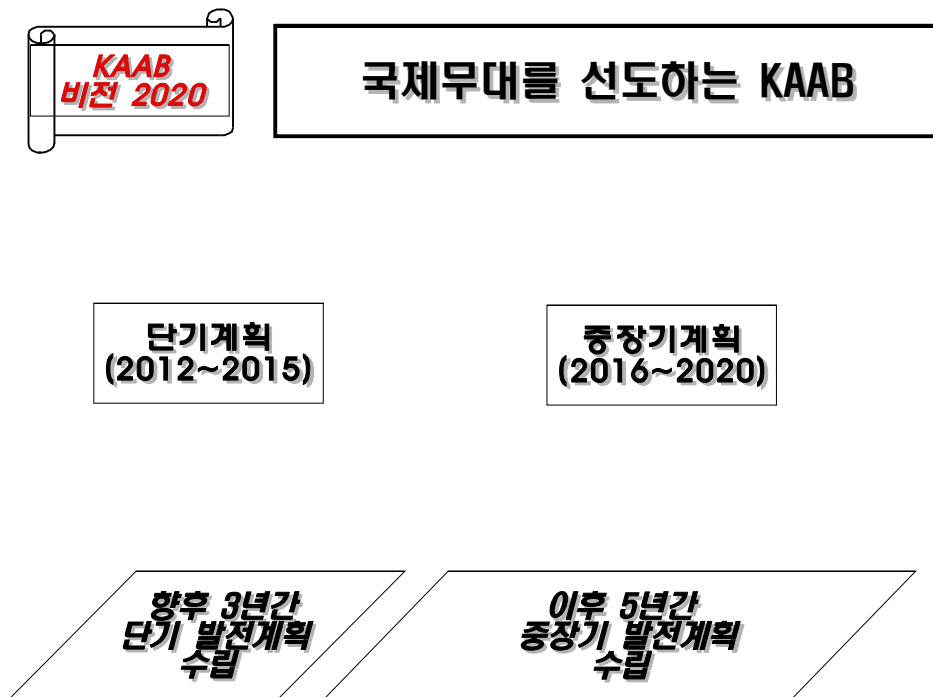 KAAB
비전 2020
국제무대를 선도하는 KAAB
단기계획
(2012~2015)
중장기계획
(2016~2020)
향후 3년간
단기 발전계획
수립
이후 5년간
중장기 발전계획
수립